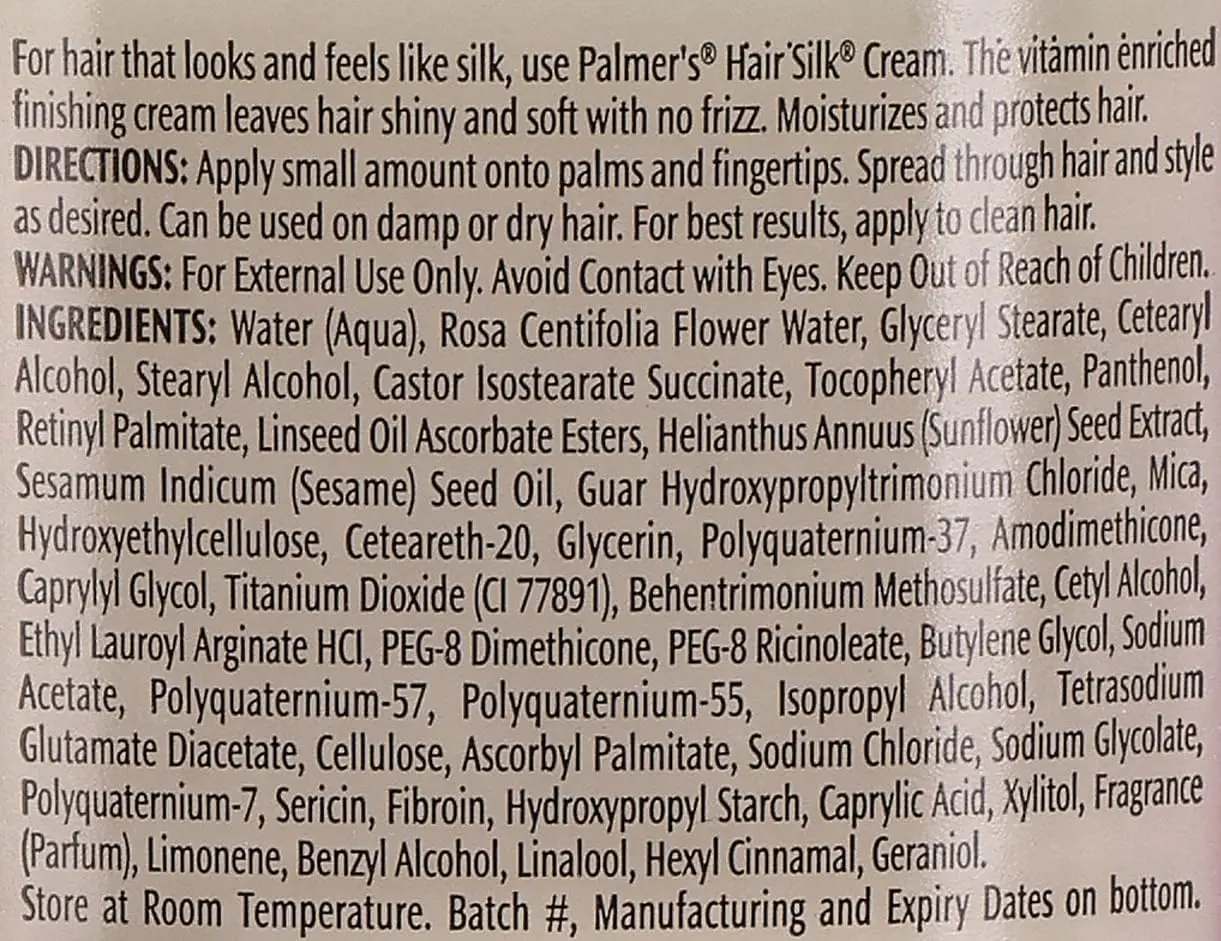 For hair that looks and feels like silk, use Palmer's® Hair Silk® Cream. The vitamin enriched
finishing cream leaves hair shiny and soft with no frizz. Moisturizes and protects hair.
DIRECTIONS: Apply small amount onto palms and fingertips. Spread through hair and style
as desired. Can be used on damp or dry hair. For best results, apply to clean hair.
WARNINGS: For External Use Only. Avoid Contact with Eyes. Keep Out of Reach of Children.
INGREDIENTS: Water (Aqua), Rosa Centifolia Flower Water, Glyceryl Stearate, Cetearyl
Alcohol, Stearyl Alcohol, Castor Isostearate Succinate, Tocopheryl Acetate, Panthenol,
Retinyl Palmitate, Linseed Oil Ascorbate Esters, Helianthus Annuus (Sunflower) Seed Extract,
Sesamum Indicum (Sesame) Seed Oil, Guar Hydroxypropyltrimonium Chloride, Mica,
Hydroxyethylcellulose, Ceteareth-20, Glycerin, Polyquaternium-37, Amodimethicone,
Caprylyl Glycol, Titanium Dioxide (CI 77891), Behentrimonium Methosulfate, Cetyl Alcohol,
Ethyl Lauroyl Arginate HCl, PEG-8 Dimethicone, PEG-8 Ricinoleate, Butylene Glycol, Sodium
Acetate, Polyquaternium-57, Polyquaternium-55, Isopropyl Alcohol, Tetrasodium
Glutamate Diacetate, Cellulose, Ascorbyl Palmitate, Sodium Chloride, Sodium Glycolate,
Polyquaternium-7, Sericin, Fibroin, Hydroxypropyl Starch, Caprylic Acid, Xylitol, Fragrance
(Parfum), Limonene, Benzyl Alcohol, Linalool, Hexyl Cinnamal, Geraniol.
Store at Room Temperature. Batch #, Manufacturing and Expiry Dates on bottom.